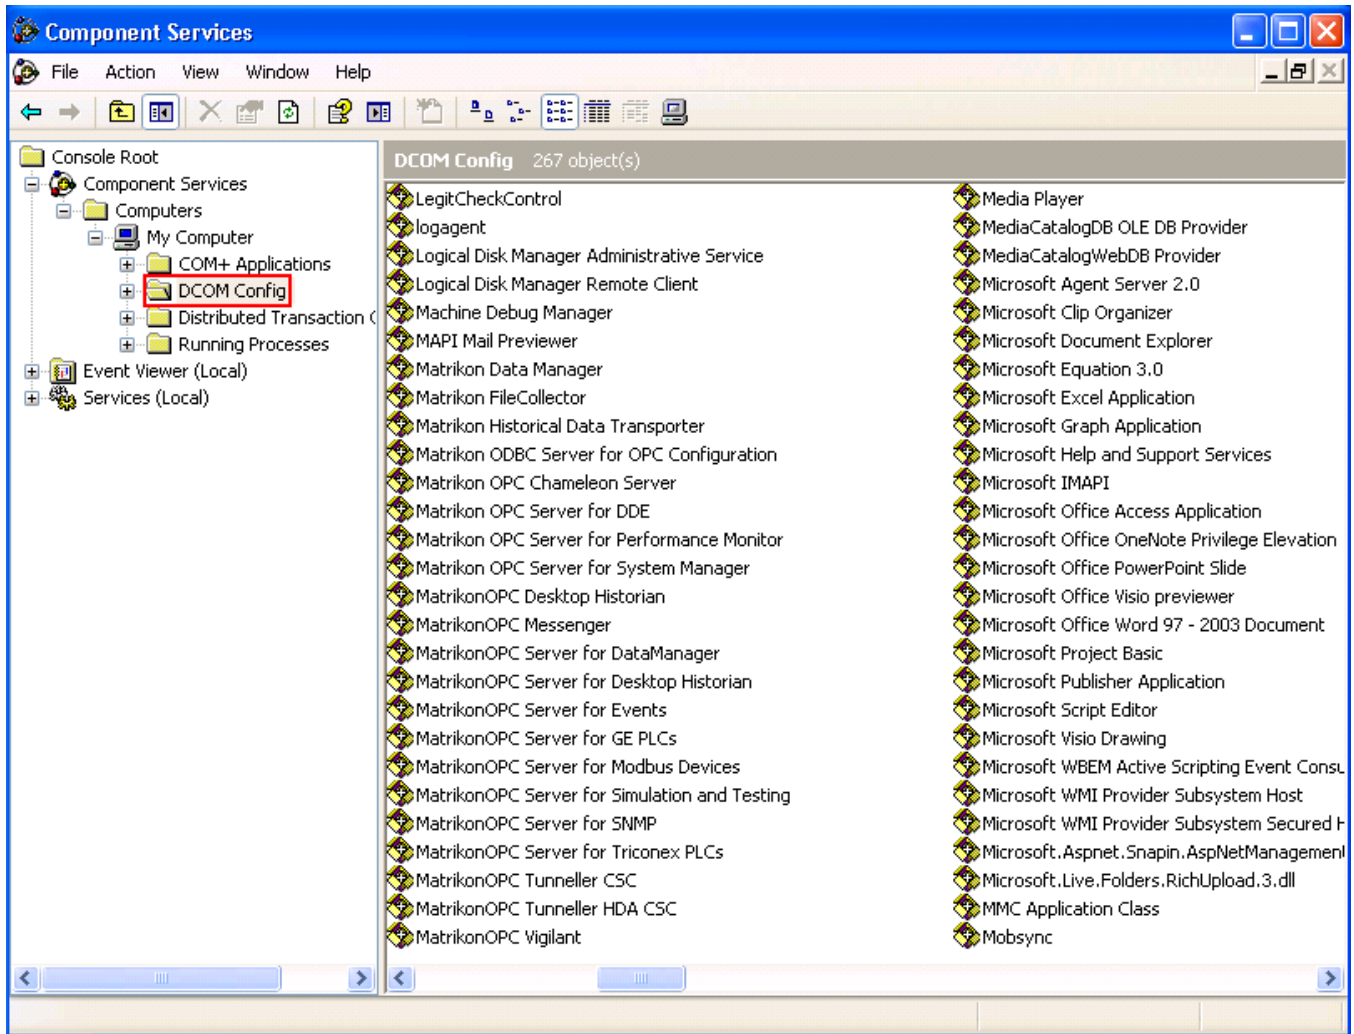 Component Services
File Action View Window Help
Console Root
Component Services
Computers
My Computer
COM+ Applications
DCOM Config
Distributed Transaction C
Running Processes
Event Viewer (Local)
Services (Local)
DCOM Config 267 object(s)
LegitCheckControl
logagent
Logical Disk Manager Administrative Service
Logical Disk Manager Remote Client
Machine Debug Manager
MAPI Mail Previewer
Matrikon Data Manager
Matrikon FileCollector
Matrikon Historical Data Transporter
Matrikon ODBC Server for OPC Configuration
Matrikon OPC Chameleon Server
Matrikon OPC Server for DDE
Matrikon OPC Server for Performance Monitor
Matrikon OPC Server for System Manager
MatrikonOPC Desktop Historian
MatrikonOPC Messenger
MatrikonOPC Server for DataManager
MatrikonOPC Server for Desktop Historian
MatrikonOPC Server for Events
MatrikonOPC Server for GE PLCs
MatrikonOPC Server for Modbus Devices
MatrikonOPC Server for Simulation and Testing
MatrikonOPC Server for SNMP
MatrikonOPC Server for Triconex PLCs
MatrikonOPC Tunneller CSC
MatrikonOPC Tunneller HDA CSC
MatrikonOPC Vigilant
Media Player
MediaCatalogDB OLE DB Provider
MediaCatalogWebDB Provider
Microsoft Agent Server 2.0
Microsoft Clip Organizer
Microsoft Document Explorer
Microsoft Equation 3.0
Microsoft Excel Application
Microsoft Graph Application
Microsoft Help and Support Services
Microsoft IMAPI
Microsoft Office Access Application
Microsoft Office OneNote Privilege Elevation
Microsoft Office PowerPoint Slide
Microsoft Office Visio previewer
Microsoft Office Word 97 - 2003 Document
Microsoft Project Basic
Microsoft Publisher Application
Microsoft Script Editor
Microsoft Visio Drawing
Microsoft WBEM Active Scripting Event Consu
Microsoft WMI Provider Subsystem Host
Microsoft WMI Provider Subsystem Secured H
Microsoft.Aspnet.Snapin.AspNetManagement
Microsoft.Live.Folders.RichUpload.3.dll
MMC Application Class
Mobsync